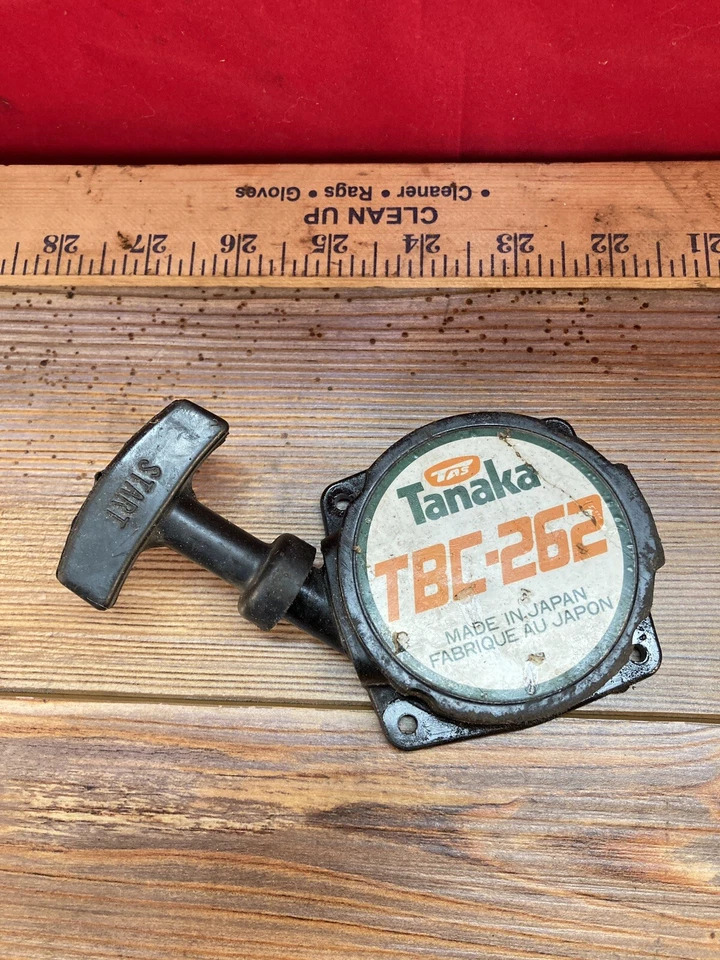 21 22 23 24 25 26 27 28
CLEAN UP
• Cleaner • Rags • Gloves
START
TAS
Tanaka
TBC-262
MADE IN JAPAN
FABRIQUE AU JAPON